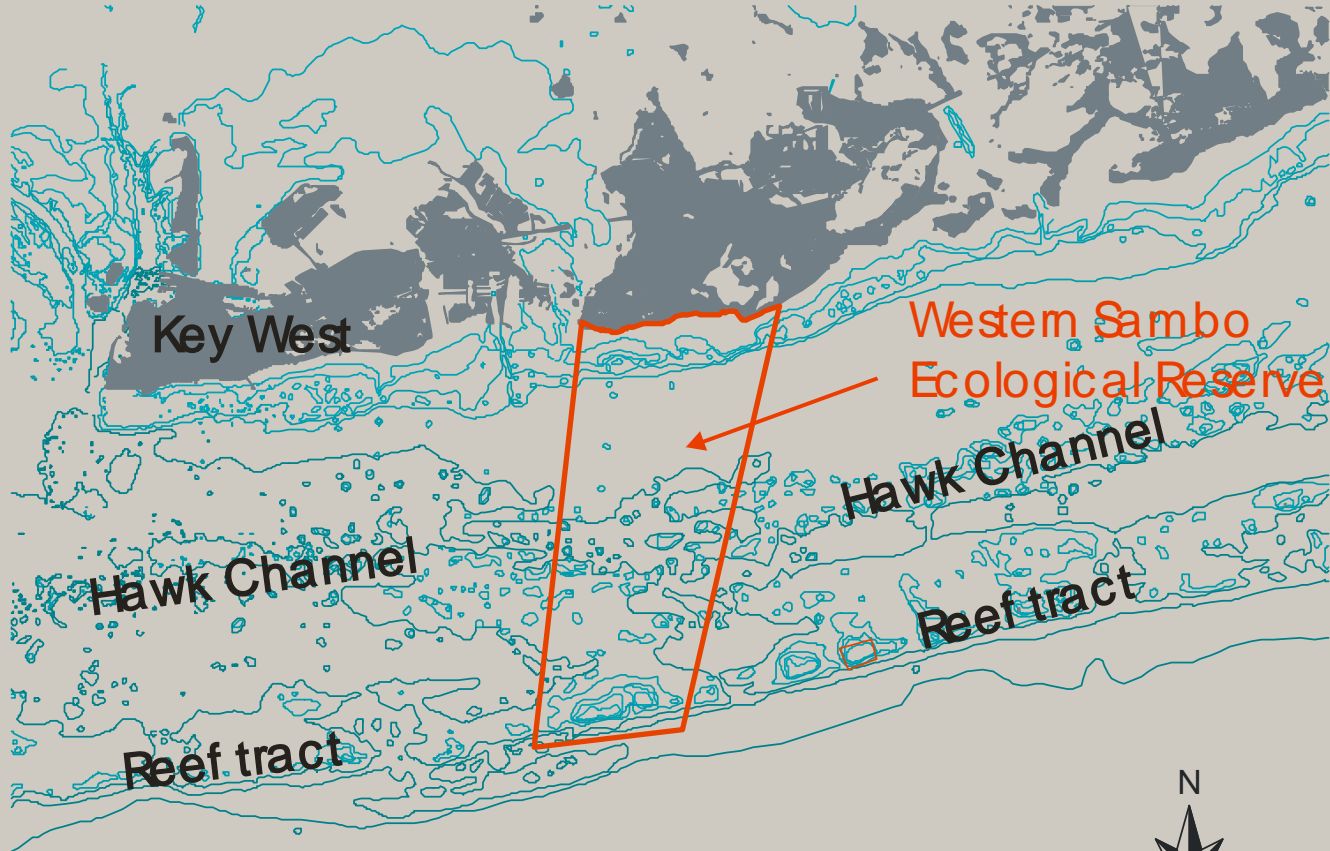 Key West
Western Sambo
Ecological Reserve
Hawk Channel
Hawk Channel
Reef tract
Reef tract
N